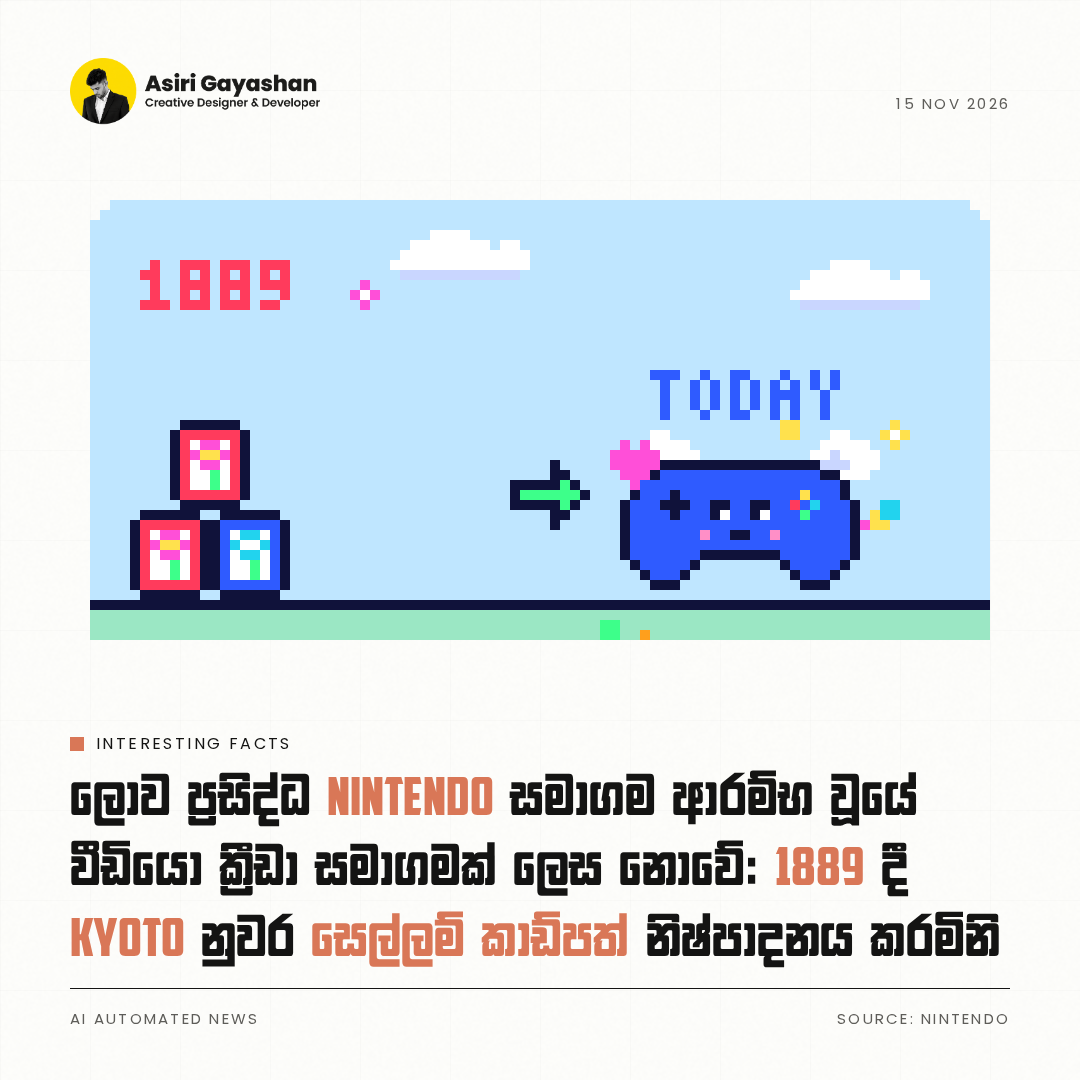 Asiri Gayashan
Creative Designer & Developer
15 NOV 2026
1889
TODAY
INTERESTING FACTS
ලොව ප්‍රසිද්ධ NINTENDO සමාගම ආරම්භ වූයේ
වීඩියෝ ක්‍රීඩා සමාගමක් ලෙස නොවේ: 1889 දී
KYOTO නුවර සෙල්ලම් කාඩ්පත් නිෂ්පාදනය කරමිනි
AI AUTOMATED NEWS
SOURCE: NINTENDO